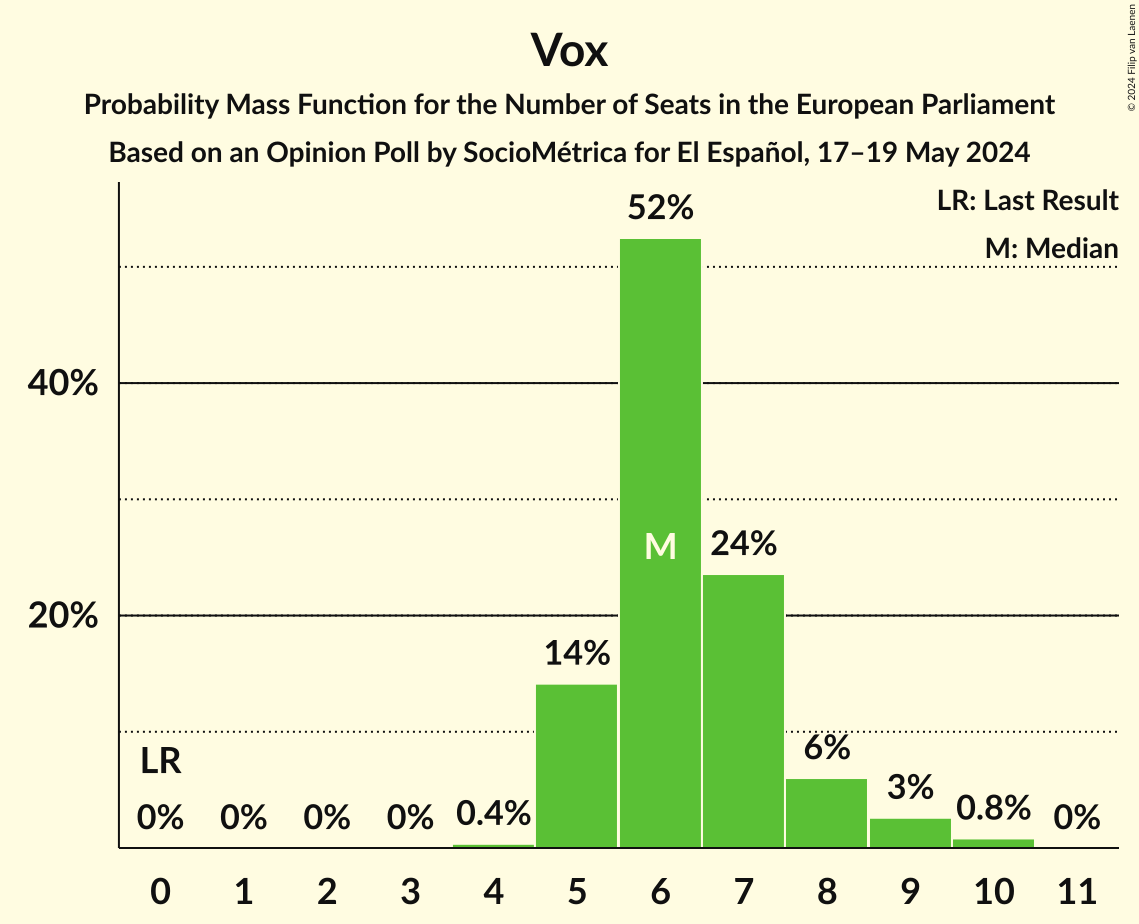 Vox
Probability Mass Function for the Number of Seats in the European Parliament
Based on an Opinion Poll by SocioMétrica for El Español, 17–19 May 2024
© 2024 Filip van Laenen
LR: Last Result
M: Median
52%
40%
M
24%
20%
14%
LR
6%
3%
0% 0% 0% 0% 0.4% 0.8% 0%
0 1 2 3 4 5 6 7 8 9 10 11